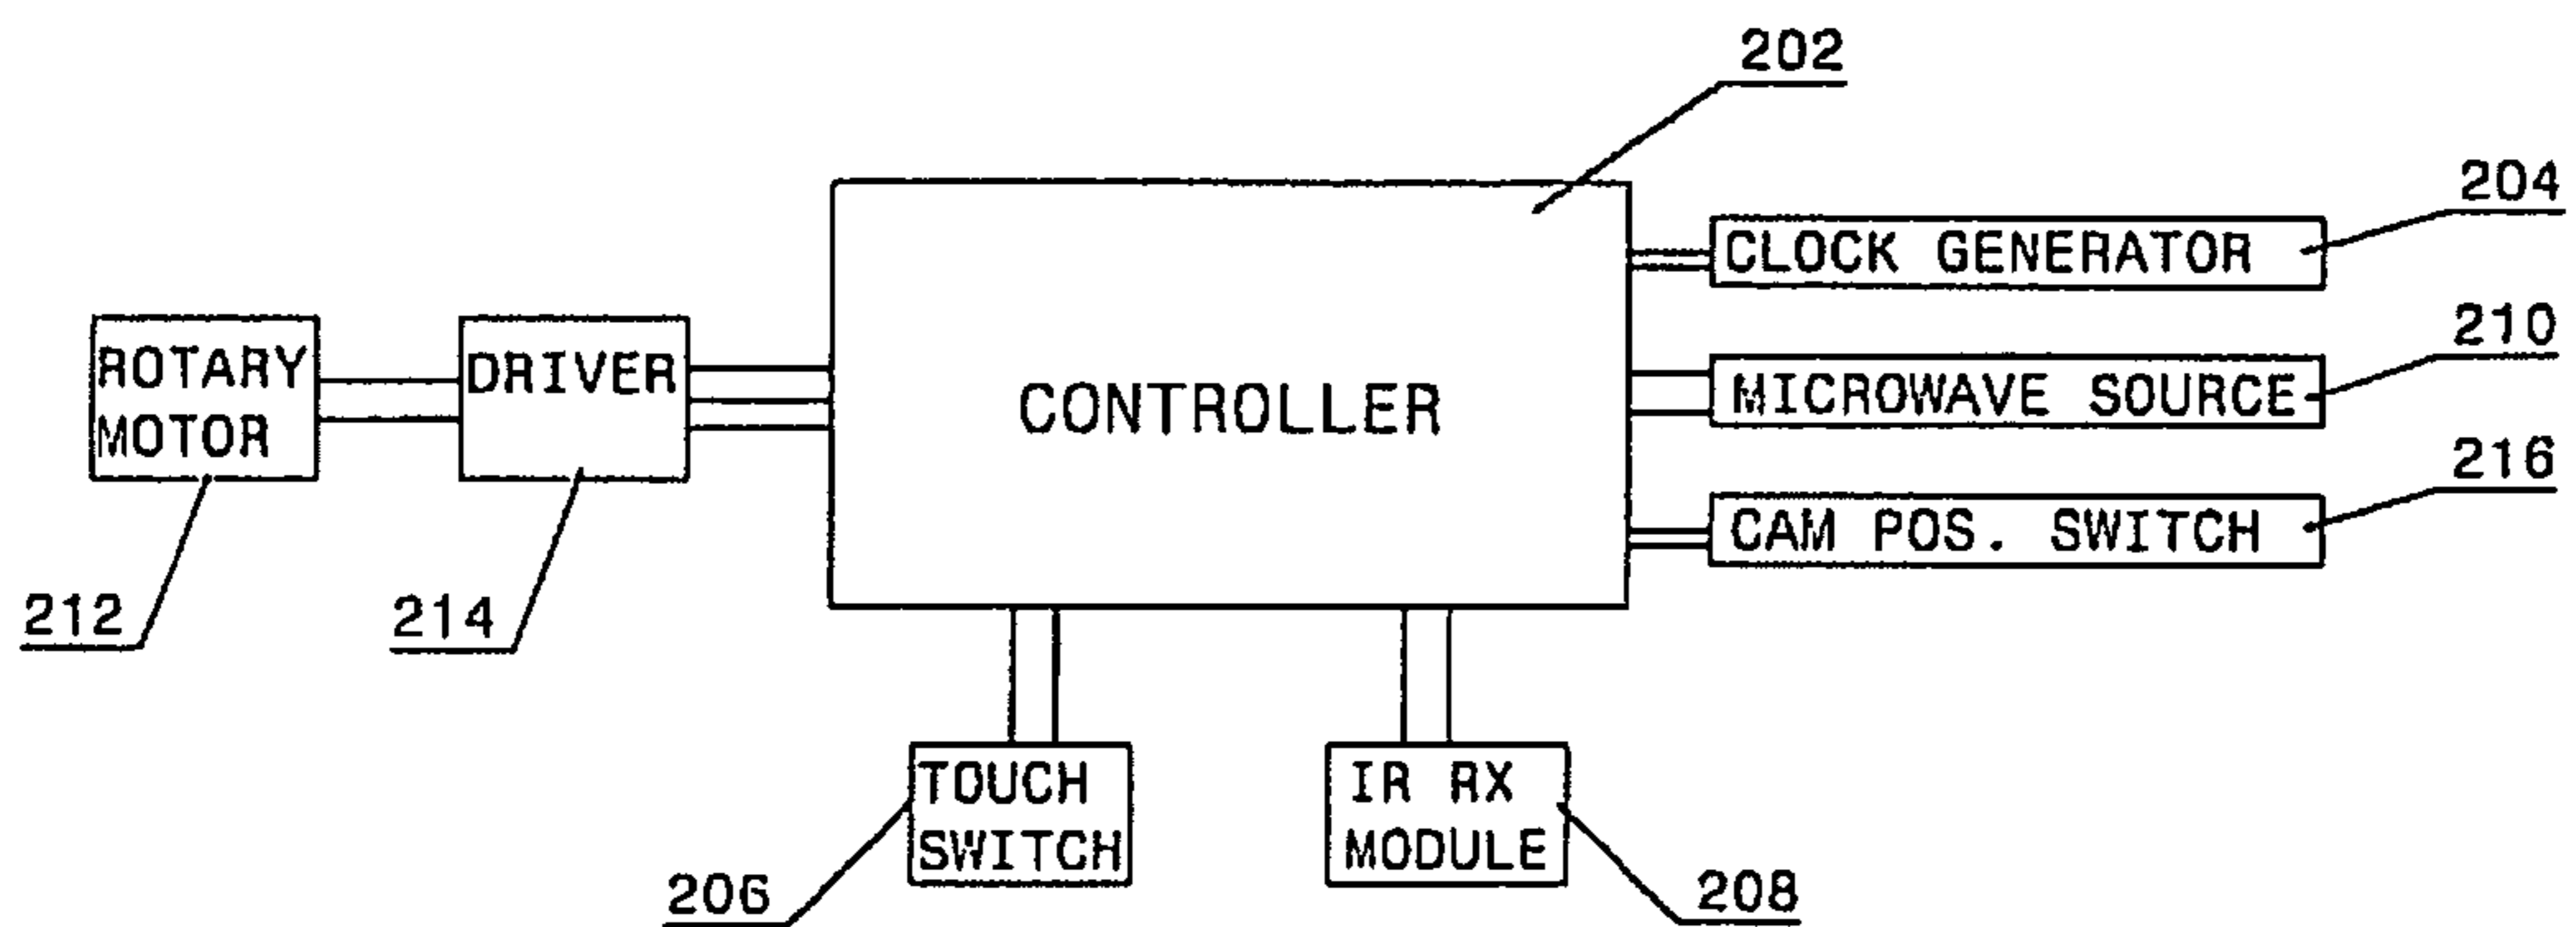 202
204
CLOCK GENERATOR
210
ROTARY
MOTOR
DRIVER
CONTROLLER
MICROWAVE SOURCE
216
CAM POS. SWITCH
212
214
TOUCH
SWITCH
IR RX
MODULE
206
208